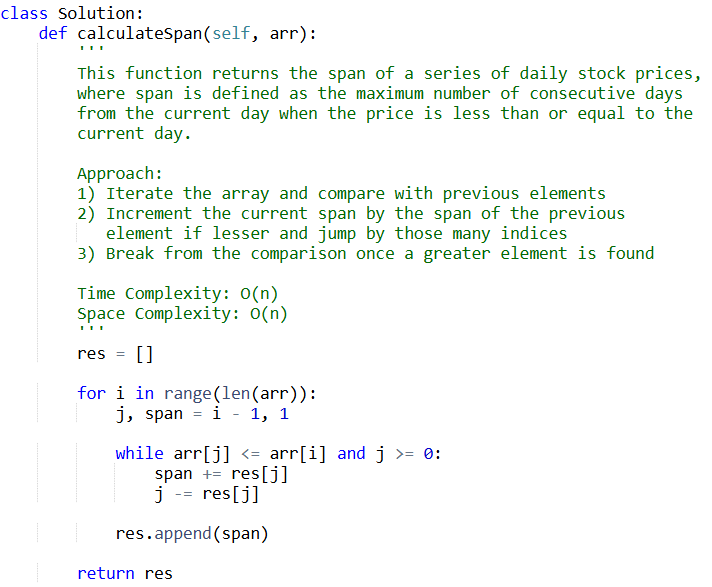 class Solution:
    def calculateSpan(self, arr):
        '''
        This function returns the span of a series of daily stock prices,
        where span is defined as the maximum number of consecutive days
        from the current day when the price is less than or equal to the
        current day.

        Approach:
        1) Iterate the array and compare with previous elements
        2) Increment the current span by the span of the previous
           element if lesser and jump by those many indices
        3) Break from the comparison once a greater element is found

        Time Complexity: O(n)
        Space Complexity: O(n)
        '''
        res = []

        for i in range(len(arr)):
            j, span = i - 1, 1

            while arr[j] <= arr[i] and j >= 0:
                span += res[j]
                j -= res[j]

            res.append(span)

        return res